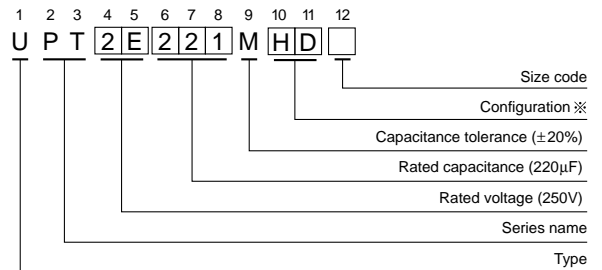 1 2 3 4 5 6 7 8 9 10 11 12
U P T 2 E 2 2 1 M H D
Size code
Configuration ※
Capacitance tolerance (±20%)
Rated capacitance (220µF)
Rated voltage (250V)
Series name
Type